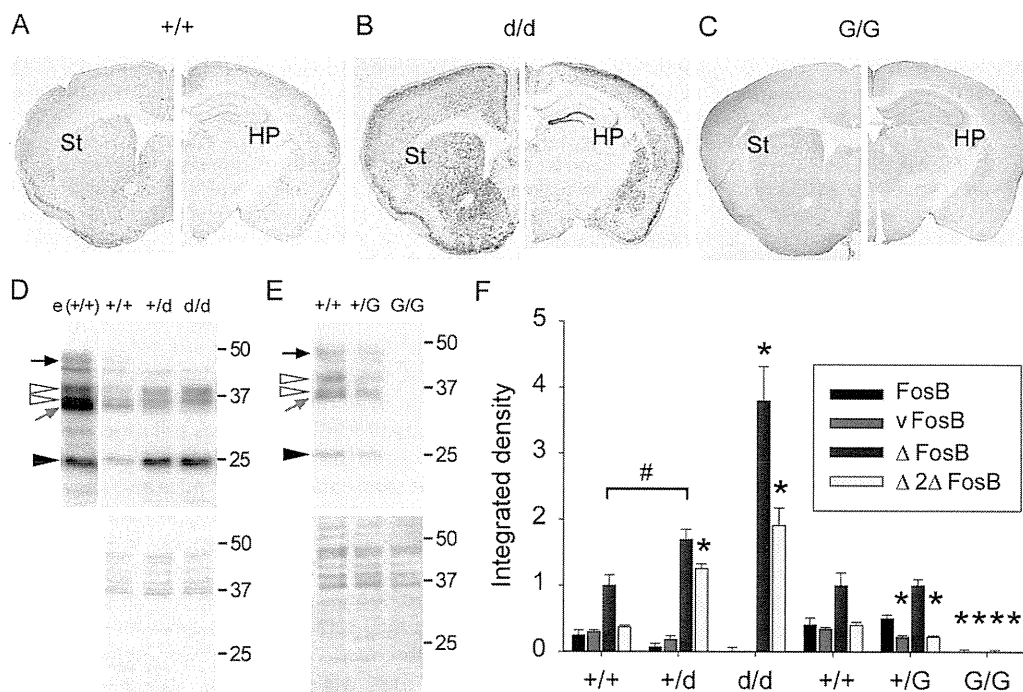 A +/+ B d/d C G/G
St HP St HP St HP
D e(+/+) +/+ +/d d/d
50
37
25
50
37
25
E +/+ +/G G/G
50
37
25
50
37
25
F
Integrated density
5
4
3
2
1
0
#
*
*
*
* *
****
FosB
vFosB
Δ FosB
Δ 2Δ FosB
+/+ +/d d/d +/+ +/G G/G